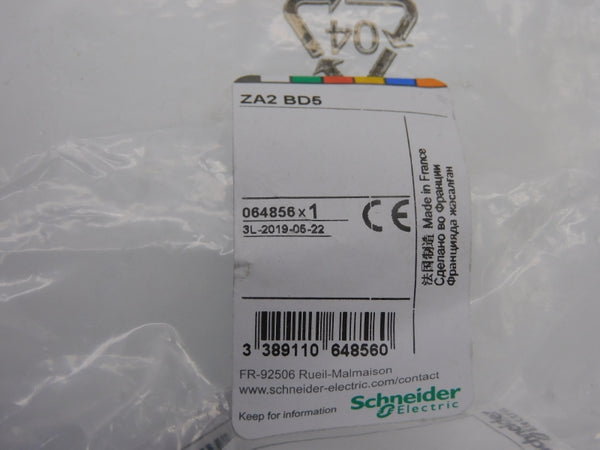 04
ZA2 BD5
064856 x 1
3L-2019-05-22
CE
法国制造 Made in France
Сделано во Франции
Францияда жасалған
3 389110 648560
FR-92506 Rueil-Malmaison
www.schneider-electric.com/contact
Keep for information
Schneider
Electric